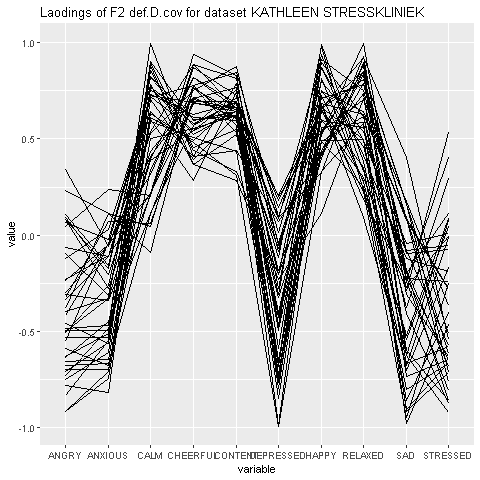 Laodings of F2 def.D.cov for dataset KATHLEEN STRESSKLINIEK
1.0
0.5
value
0.0
-0.5
-1.0
ANGRY ANXIOUS CALM CHEERFUL CONTENT DEPRESSED HAPPY RELAXED SAD STRESSED
variable